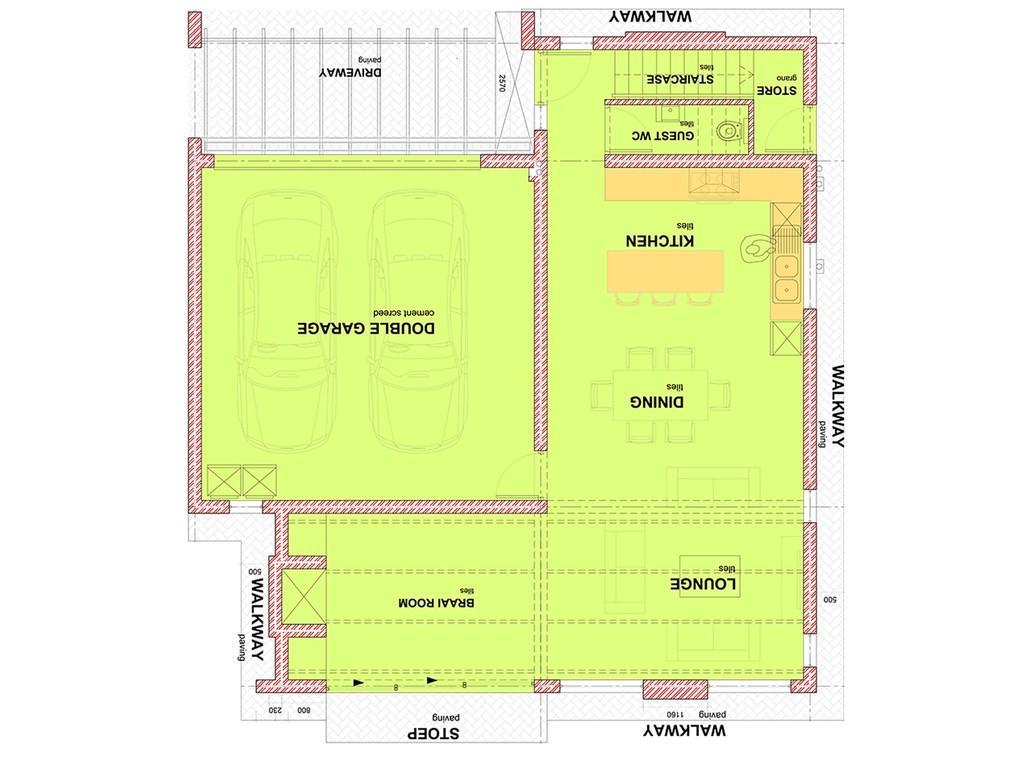 WALKWAY
paving
1160
STOEP
paving
800
230
LOUNGE
tiles
BRAAI ROOM
tiles
500
500
WALKWAY
paving
WALKWAY
paving
DINING
tiles
DOUBLE GARAGE
cement screed
KITCHEN
tiles
GUEST WC
tiles
STORE
grano
STAIRCASE
tiles
2570
DRIVEWAY
paving
WALKWAY